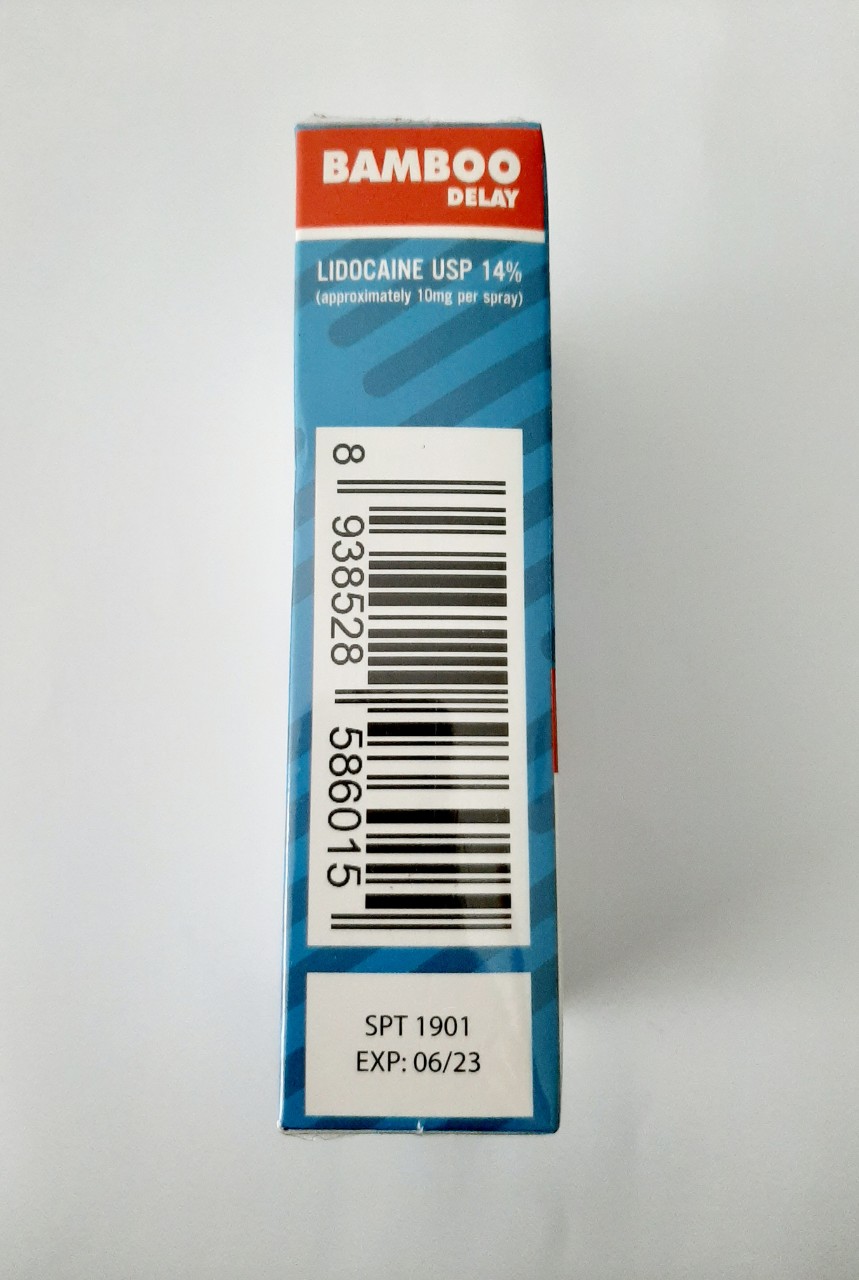 BAMBOO
DELAY
LIDOCAINE USP 14%
(approximately 10mg per spray)
8 938528 586015
SPT 1901
EXP: 06/23